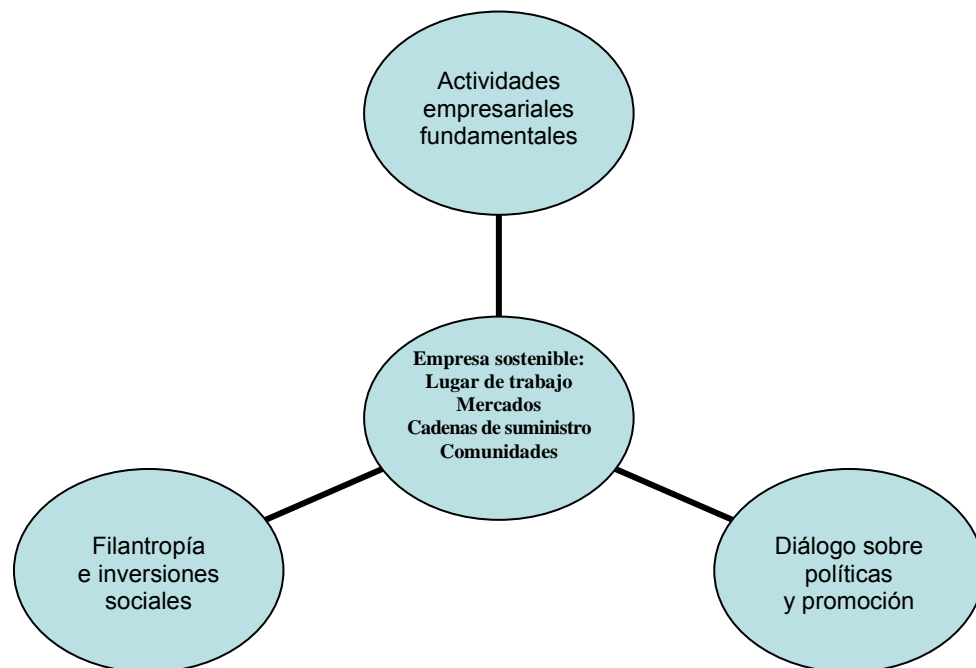 Actividades
empresariales
fundamentales
Empresa sostenible:
Lugar de trabajo
Mercados
Cadenas de suministro
Comunidades
Filantropía
e inversiones
sociales
Diálogo sobre
políticas
y promoción